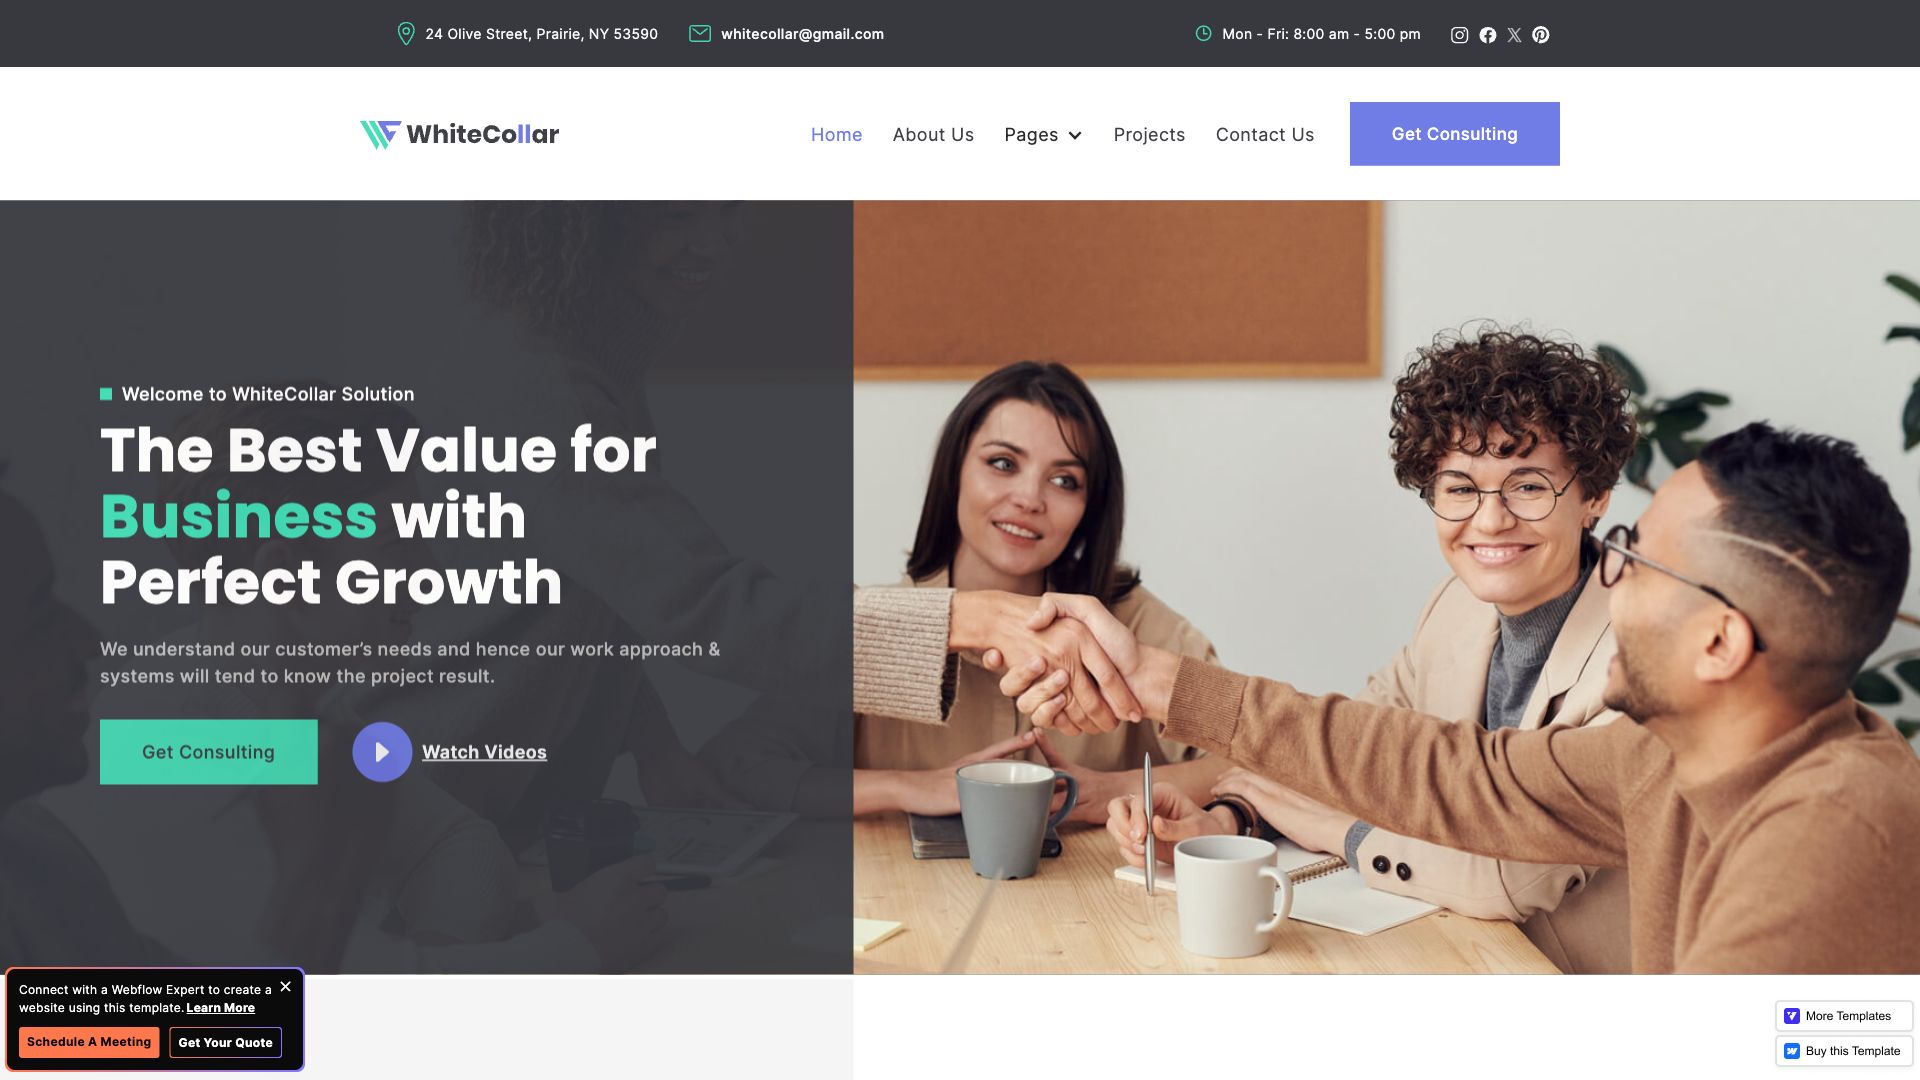 24 Olive Street, Prairie, NY 53590
whitecollar@gmail.com
Mon - Fri: 8:00 am - 5:00 pm
WhiteCollar
Home
About Us
Pages
Projects
Contact Us
Get Consulting
Welcome to WhiteCollar Solution
The Best Value for
Business with
Perfect Growth
We understand our customer’s needs and hence our work approach &
systems will tend to know the project result.
Get Consulting
Watch Videos
Connect with a Webflow Expert to create a
website using this template. Learn More
Schedule A Meeting
Get Your Quote
More Templates
Buy this Template